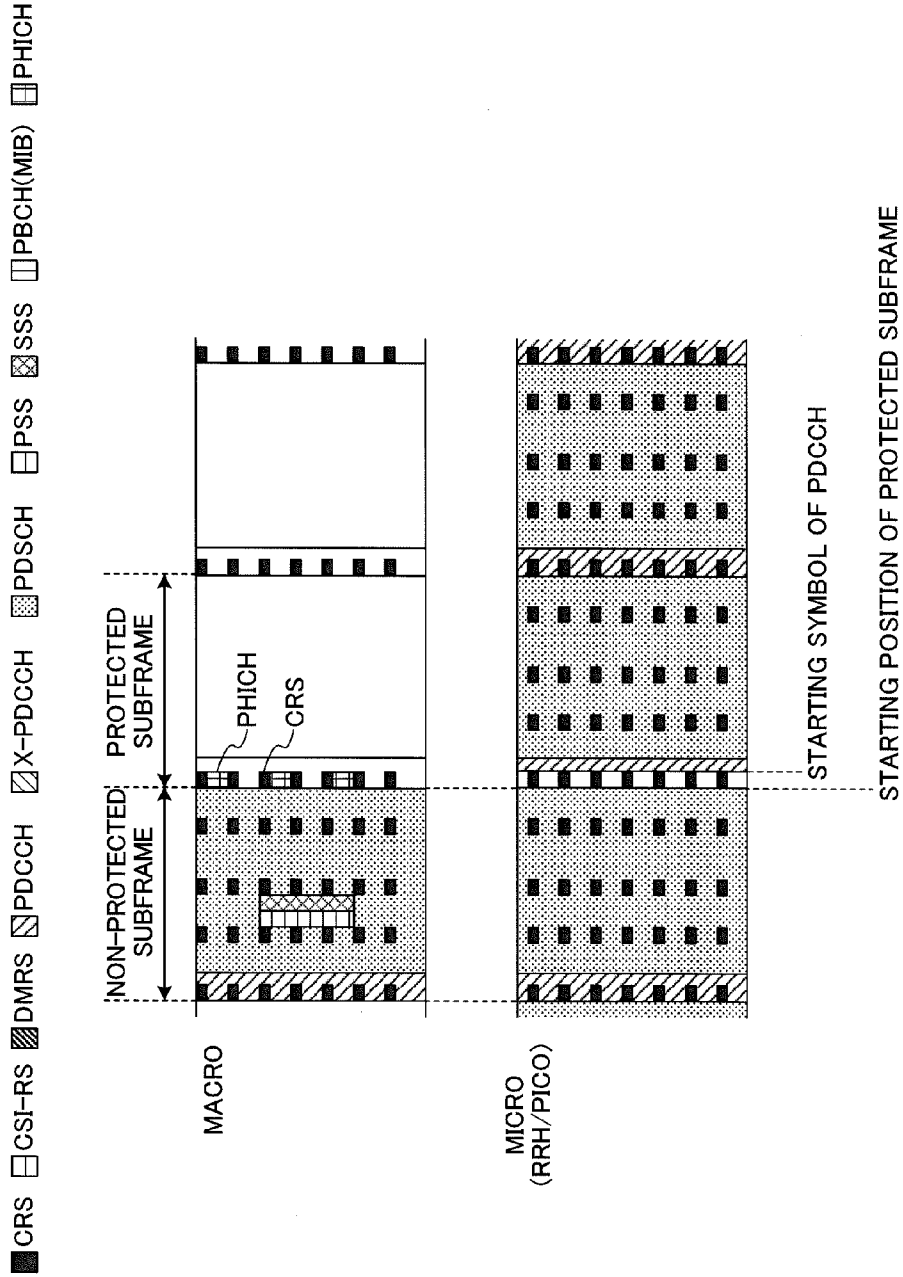 CRS CSI-RS DMRS PDCCH X-PDCCH PDSCH PSS SSS PBCH(MIB) PHICH
NON-PROTECTED
SUBFRAME
PROTECTED
SUBFRAME
MACRO
PHICH
CRS
MICRO
(RRH/PICO)
STARTING SYMBOL OF PDCCH
STARTING POSITION OF PROTECTED SUBFRAME